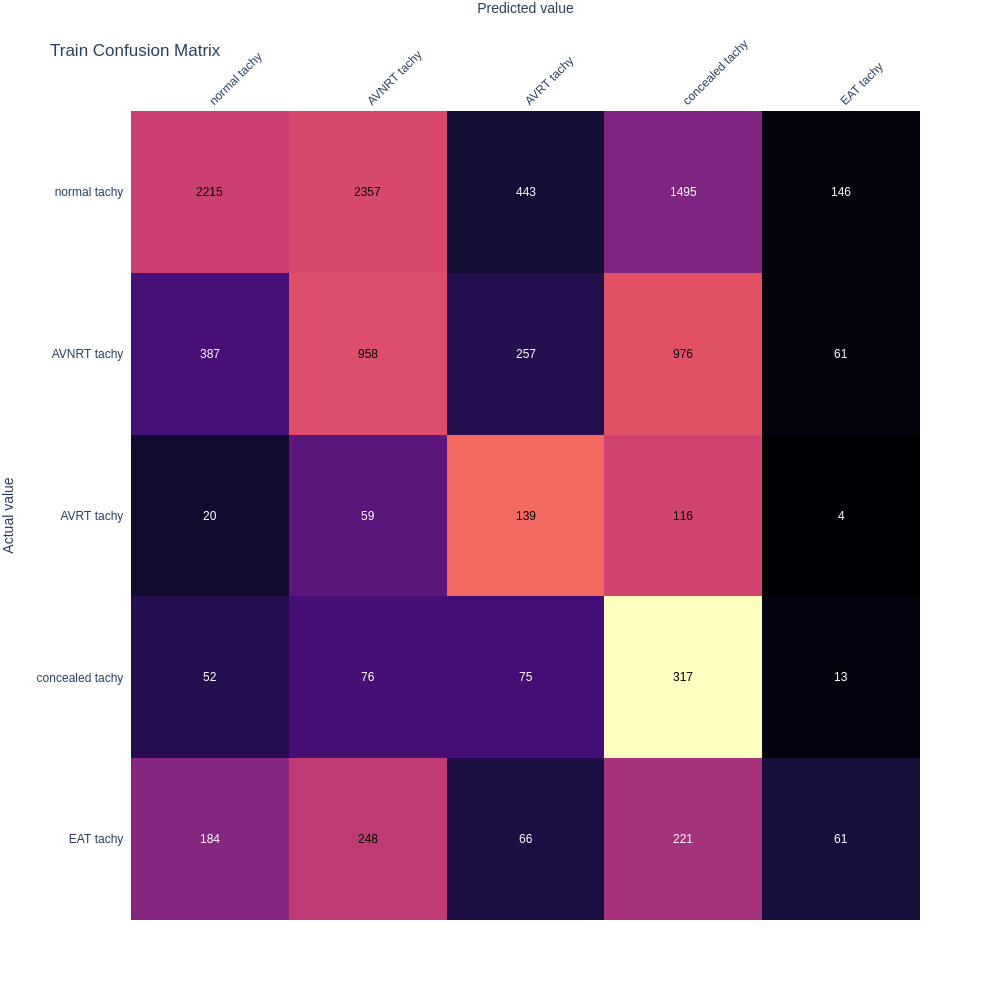 Predicted value
Train Confusion Matrix
normal tachy
AVNRT tachy
AVRT tachy
concealed tachy
EAT tachy
Actual value
normal tachy 2215 2357 443 1495 146
AVNRT tachy 387 958 257 976 61
AVRT tachy 20 59 139 116 4
concealed tachy 52 76 75 317 13
EAT tachy 184 248 66 221 61